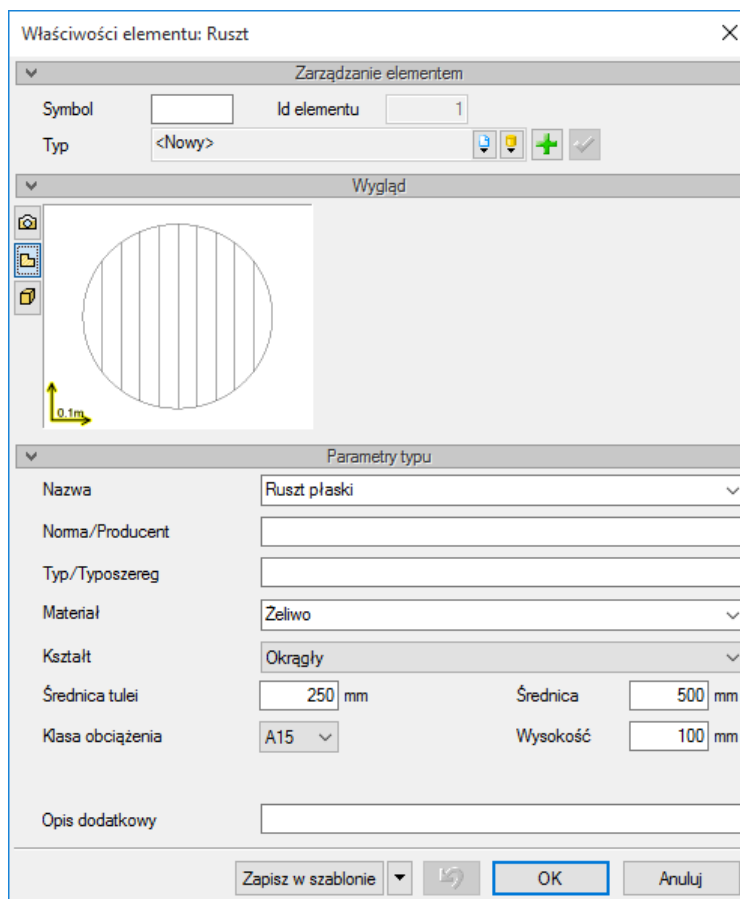 Właściwości elementu: Ruszt
Zarządzanie elementem
Symbol Id elementu 1
Typ <Nowy>
Wygląd
0.1m
Parametry typu
Nazwa Ruszt płaski
Norma/Producent
Typ/Typoszereg
Materiał Żeliwo
Kształt Okrągły
Średnica tulei 250 mm Średnica 500 mm
Klasa obciążenia A15 Wysokość 100 mm
Opis dodatkowy
Zapisz w szablonie OK Anuluj